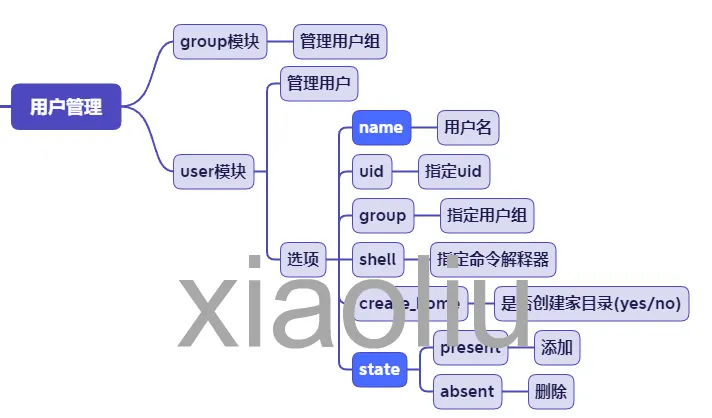 用户管理
group模块
管理用户组
user模块
管理用户
选项
name
用户名
uid
指定uid
group
指定用户组
shell
指定命令解释器
create_home
是否创建家目录(yes/no)
state
present
添加
absent
删除
xiaoliu